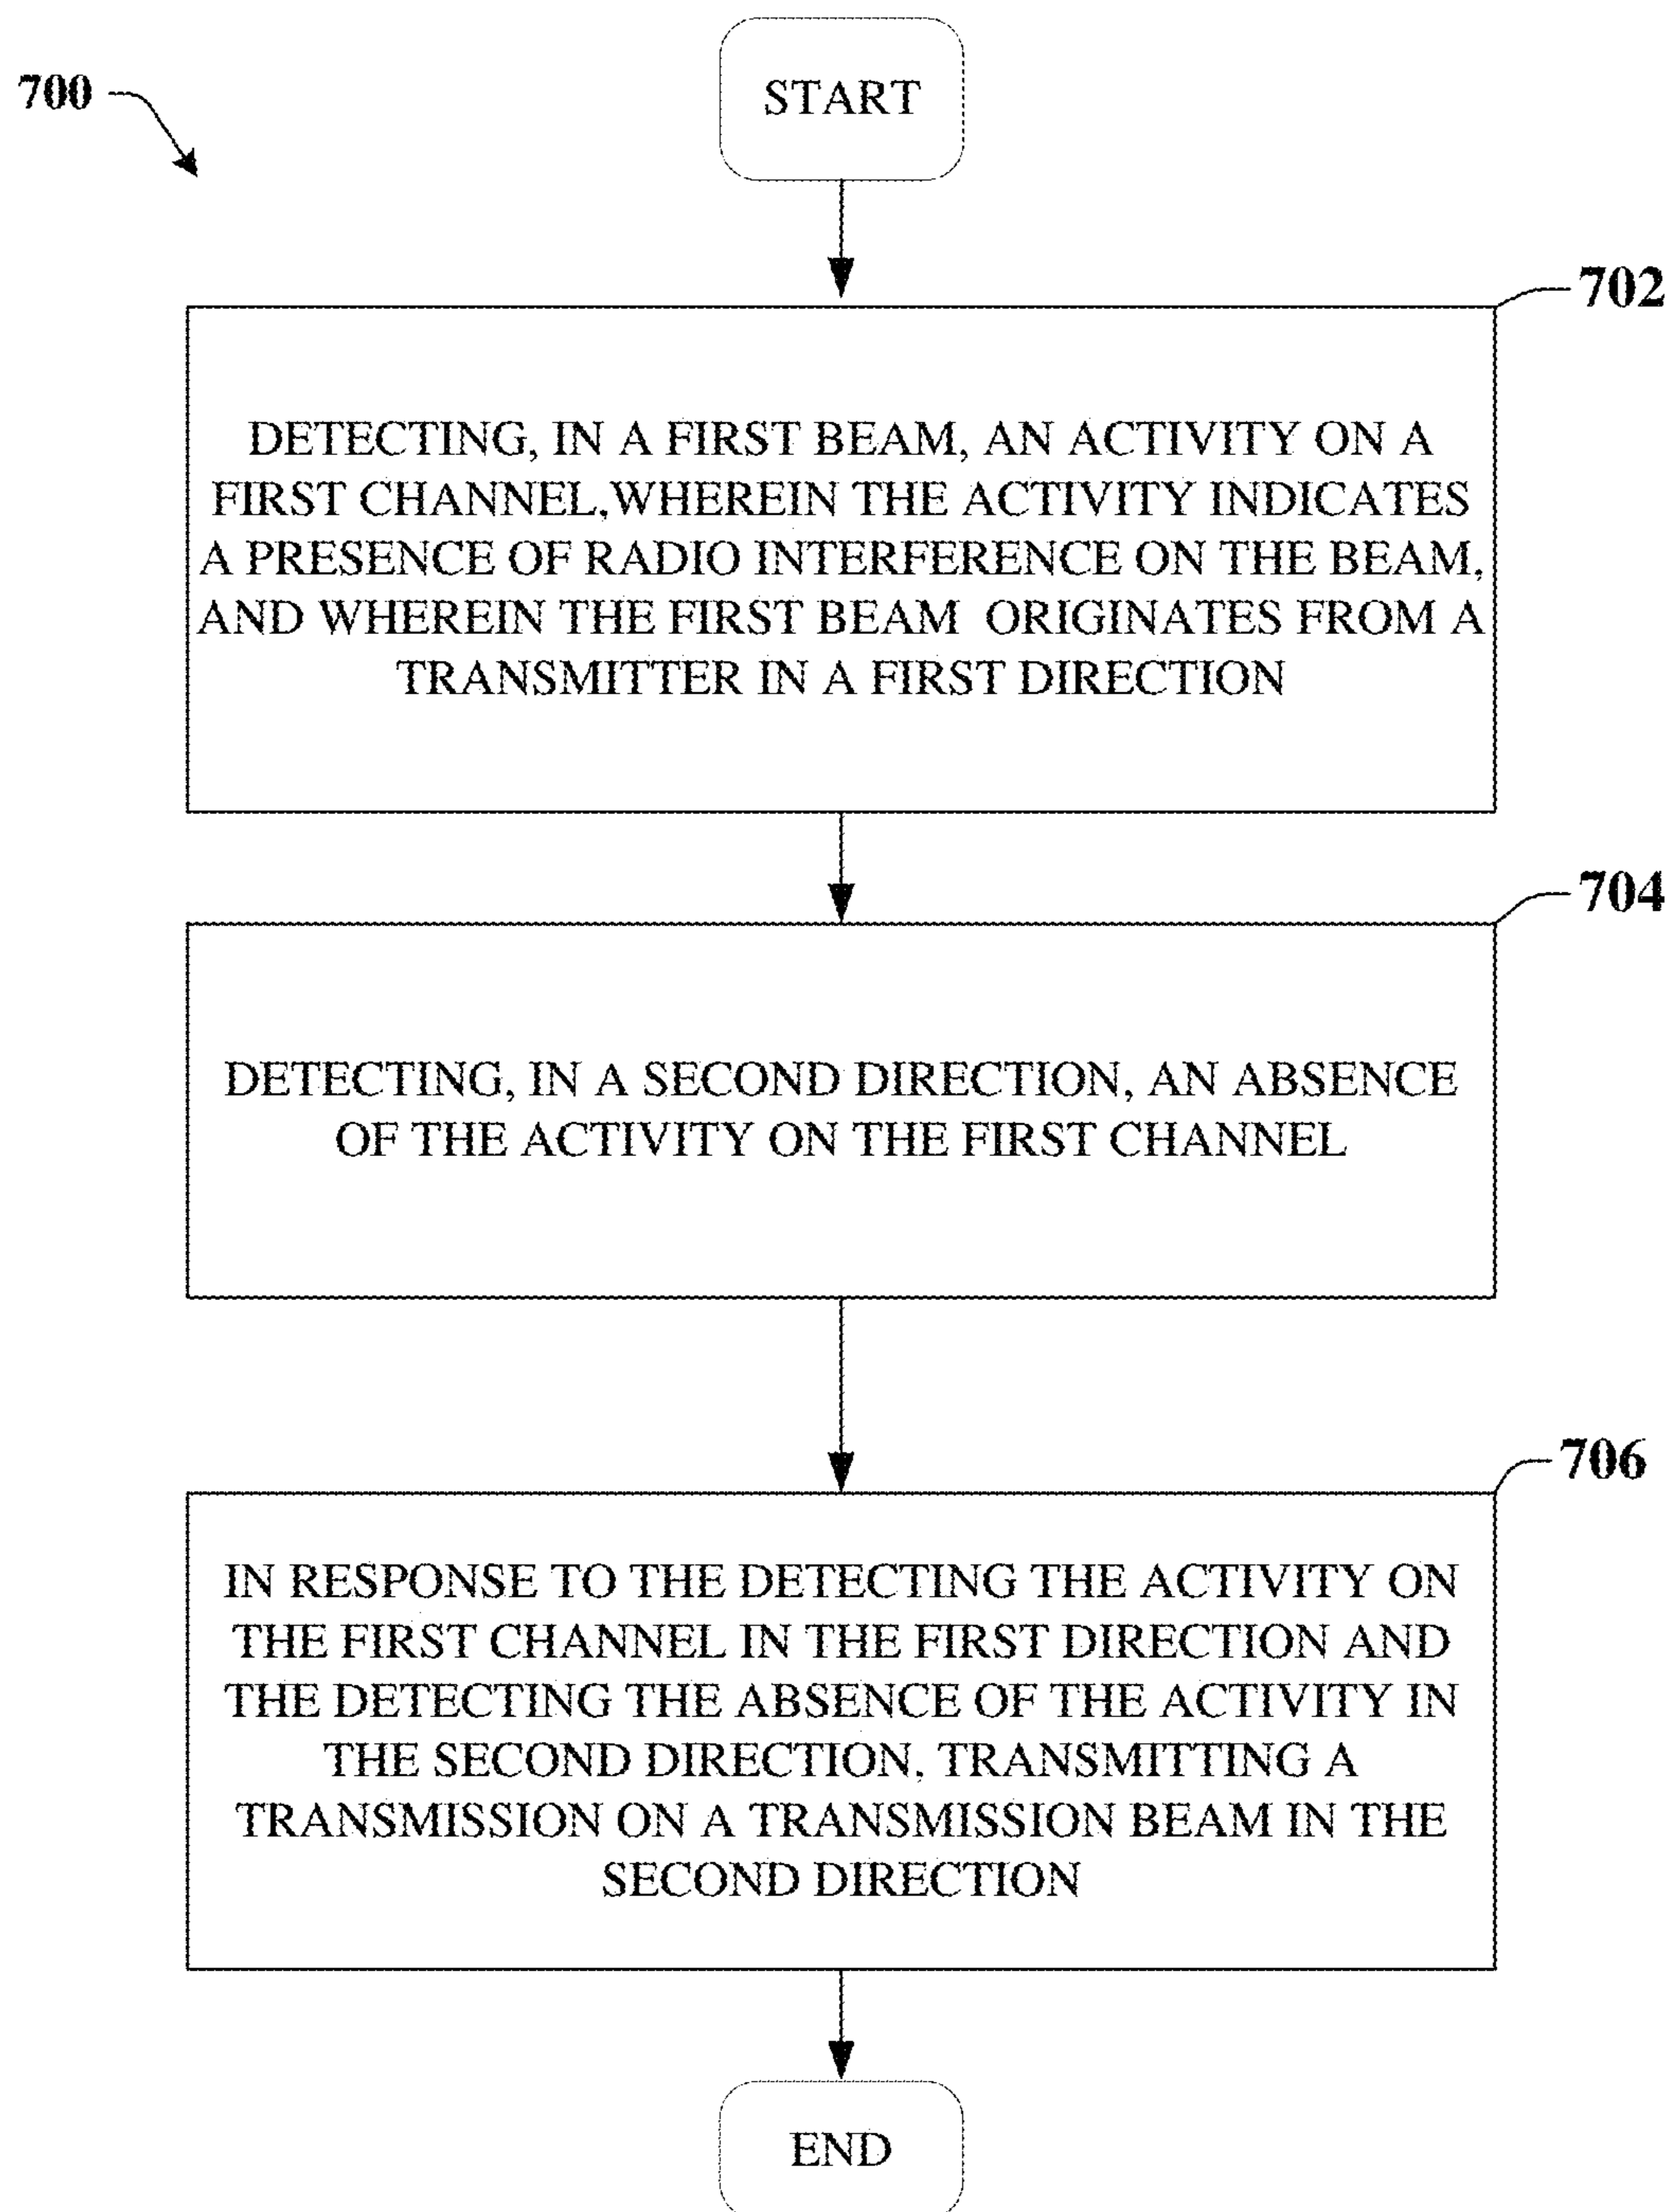 700
START
702
DETECTING, IN A FIRST BEAM, AN ACTIVITY ON A
FIRST CHANNEL,WHEREIN THE ACTIVITY INDICATES
A PRESENCE OF RADIO INTERFERENCE ON THE BEAM,
AND WHEREIN THE FIRST BEAM ORIGINATES FROM A
TRANSMITTER IN A FIRST DIRECTION
704
DETECTING, IN A SECOND DIRECTION, AN ABSENCE
OF THE ACTIVITY ON THE FIRST CHANNEL
706
IN RESPONSE TO THE DETECTING THE ACTIVITY ON
THE FIRST CHANNEL IN THE FIRST DIRECTION AND
THE DETECTING THE ABSENCE OF THE ACTIVITY IN
THE SECOND DIRECTION, TRANSMITTING A
TRANSMISSION ON A TRANSMISSION BEAM IN THE
SECOND DIRECTION
END